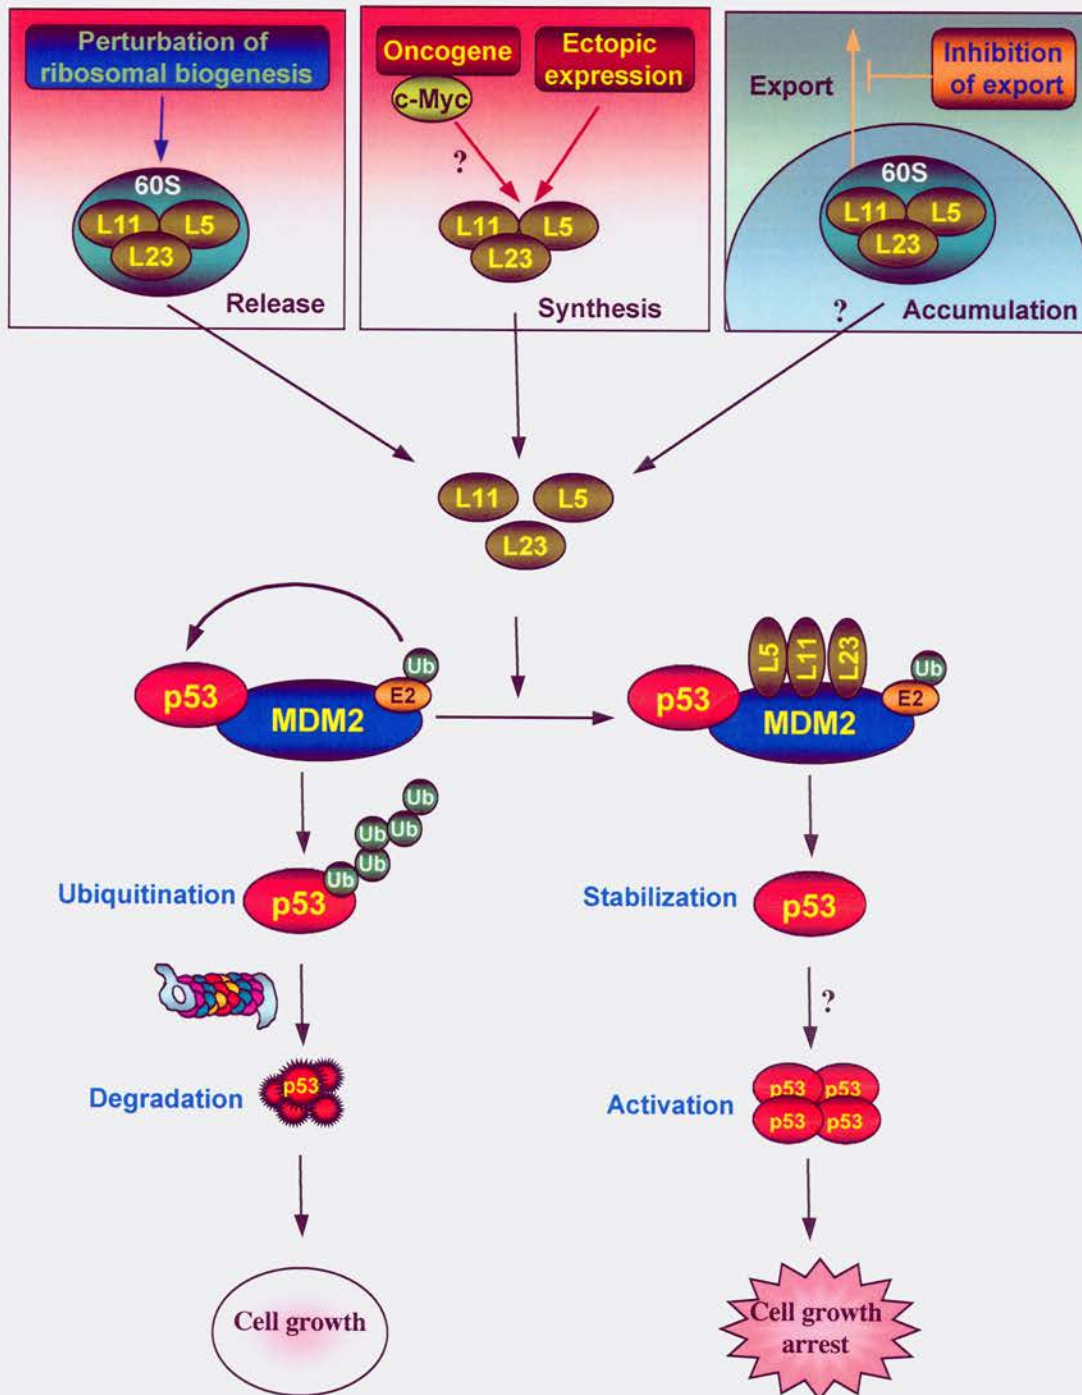 Perturbation of
ribosomal biogenesis
60S
L11
L5
L23
Release
Oncogene
c-Myc
Ectopic
expression
?
L11
L5
L23
Synthesis
Export
Inhibition
of export
60S
L11
L5
L23
?
Accumulation
L11
L5
L23
p53
MDM2
E2
Ub
L5
L11
L23
p53
MDM2
E2
Ub
Ubiquitination
p53
Ub
Ub
Ub
Ub
Ub
Stabilization
p53
?
Degradation
p53
Activation
p53
p53
p53
p53
Cell growth
Cell growth
arrest